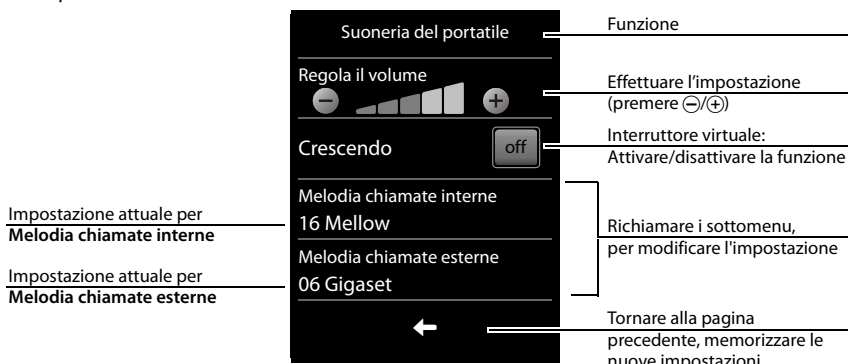 Suoneria del portatile
Funzione
Regola il volume
Effettuare l'impostazione
(premere −/+)
Crescendo
off
Interruttore virtuale:
Attivare/disattivare la funzione
Melodia chiamate interne
16 Mellow
Impostazione attuale per
Melodia chiamate interne
Richiamare i sottomenu,
per modificare l'impostazione
Melodia chiamate esterne
06 Gigaset
Impostazione attuale per
Melodia chiamate esterne
Tornare alla pagina
precedente, memorizzare le
nuove impostazioni